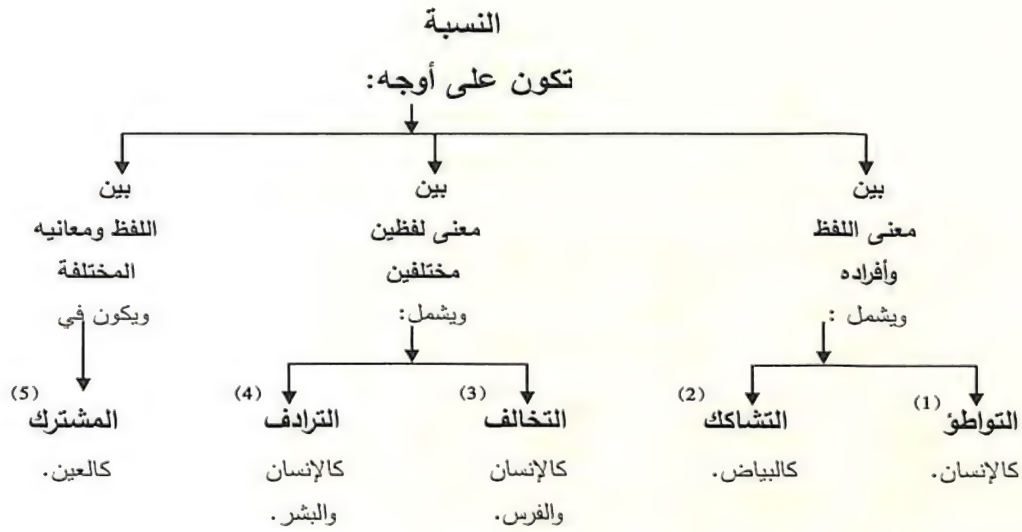 النسبة
تكون على أوجه:
بين
معنى اللفظ
وأفراده
ويشمل :
بين
معنى لفظين
مختلفين
ويشمل:
بين
اللفظ ومعانيه
المختلفة
ويكون في
التواطؤ (1)
كالإنسان.
التشاكك (2)
كالبياض.
التخالف (3)
كالإنسان
والفرس.
الترادف (4)
كالإنسان
والبشر.
المشترك (5)
كالعين.